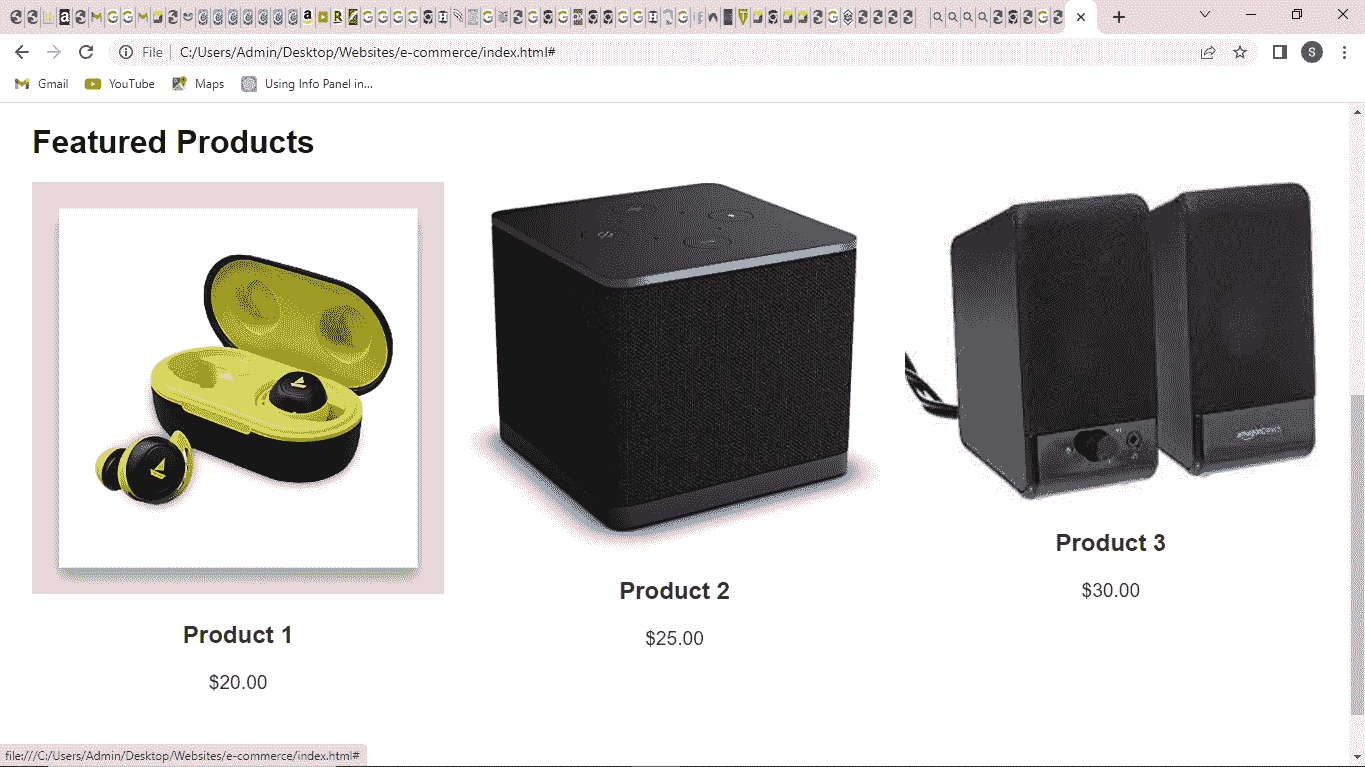 File
C:/Users/Admin/Desktop/Websites/e-commerce/index.html#
S
Gmail
YouTube
Maps
Using Info Panel in...
Featured Products
Product 1
$20.00
Product 2
$25.00
Product 3
$30.00
file:///C:/Users/Admin/Desktop/Websites/e-commerce/index.html#